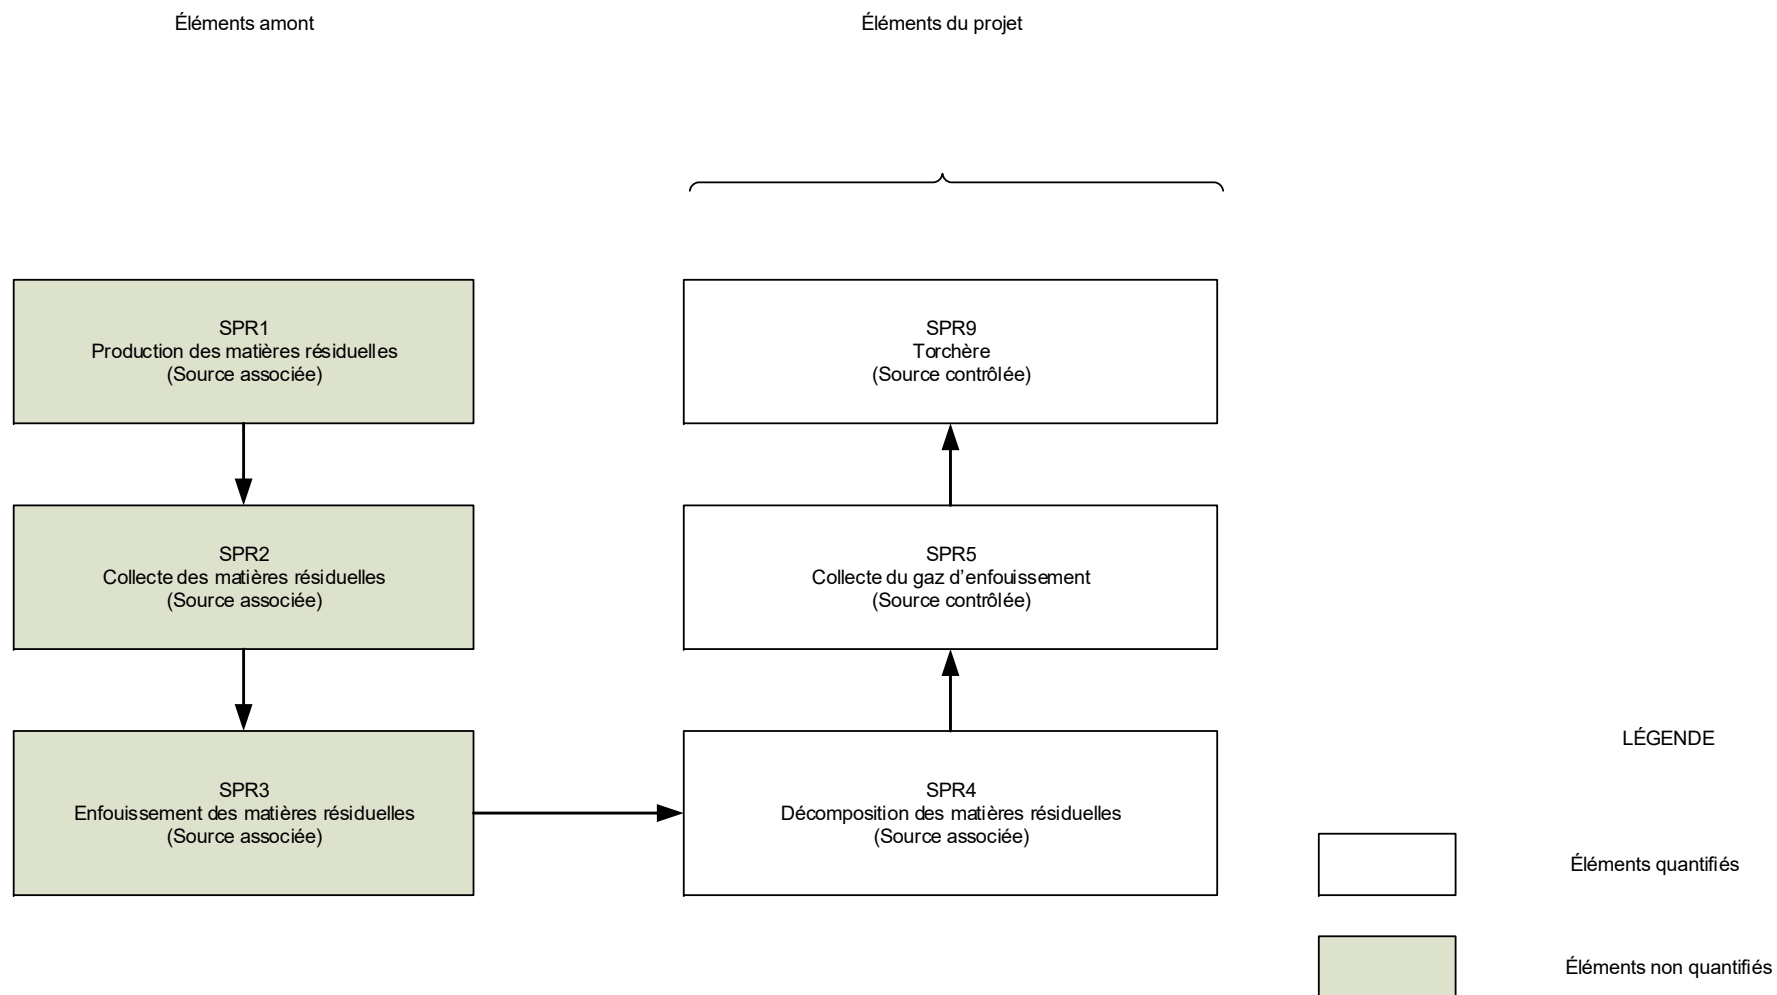 Éléments amont
Éléments du projet
SPR1
Production des matières résiduelles
(Source associée)
SPR9
Torchère
(Source contrôlée)
SPR2
Collecte des matières résiduelles
(Source associée)
SPR5
Collecte du gaz d’enfouissement
(Source contrôlée)
SPR3
Enfouissement des matières résiduelles
(Source associée)
SPR4
Décomposition des matières résiduelles
(Source associée)
LÉGENDE
Éléments quantifiés
Éléments non quantifiés